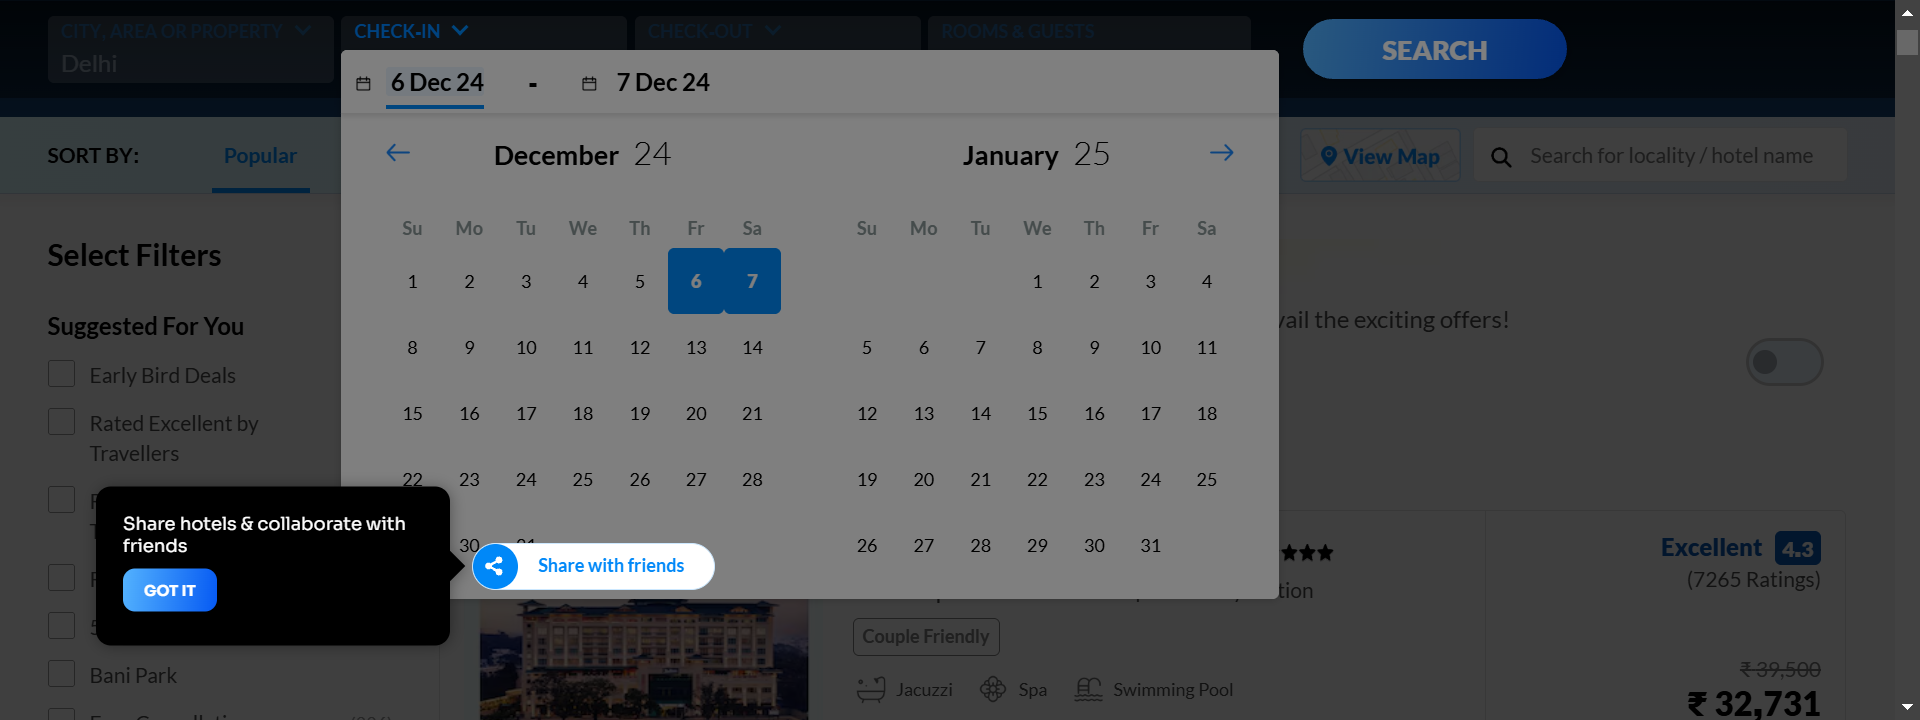 CITY, AREA OR PROPERTY
Delhi
CHECK-IN
CHECK-OUT
ROOMS & GUESTS
SEARCH
6 Dec 24 - 7 Dec 24
SORT BY:
Popular
View Map
Search for locality / hotel name
December 24
January 25
Su Mo Tu We Th Fr Sa
1 2 3 4 5 6 7
8 9 10 11 12 13 14
15 16 17 18 19 20 21
22 23 24 25 26 27 28
30
Su Mo Tu We Th Fr Sa
1 2 3 4
5 6 7 8 9 10 11
12 13 14 15 16 17 18
19 20 21 22 23 24 25
26 27 28 29 30 31
Select Filters
Suggested For You
Early Bird Deals
Rated Excellent by
Travellers
Bani Park
Share hotels & collaborate with
friends
GOT IT
Share with friends
the exciting offers!
Excellent 4.3
(7265 Ratings)
Couple Friendly
Jacuzzi Spa Swimming Pool
₹ 39,500
₹ 32,731